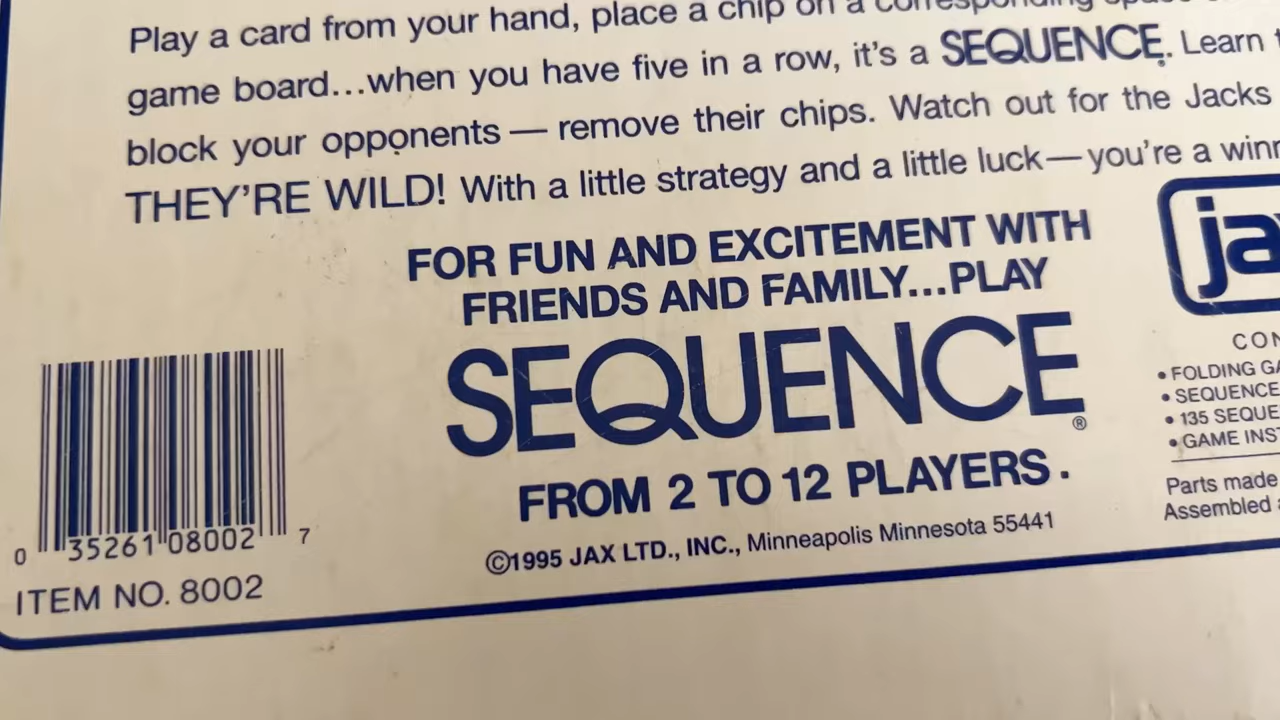 Play a card from your hand, place a chip on a corresponding
game board...when you have five in a row, it's a SEQUENCE. Learn
block your opponents — remove their chips. Watch out for the Jacks
THEY'RE WILD! With a little strategy and a little luck—you're a
FOR FUN AND EXCITEMENT WITH
FRIENDS AND FAMILY...PLAY
SEQUENCE®
FROM 2 TO 12 PLAYERS.
©1995 JAX LTD., INC., Minneapolis Minnesota 55441
0 35261 08002 7
ITEM NO. 8002
• FOLDING
• SEQUENCE
• 135
• GAME
Parts made
Assembled